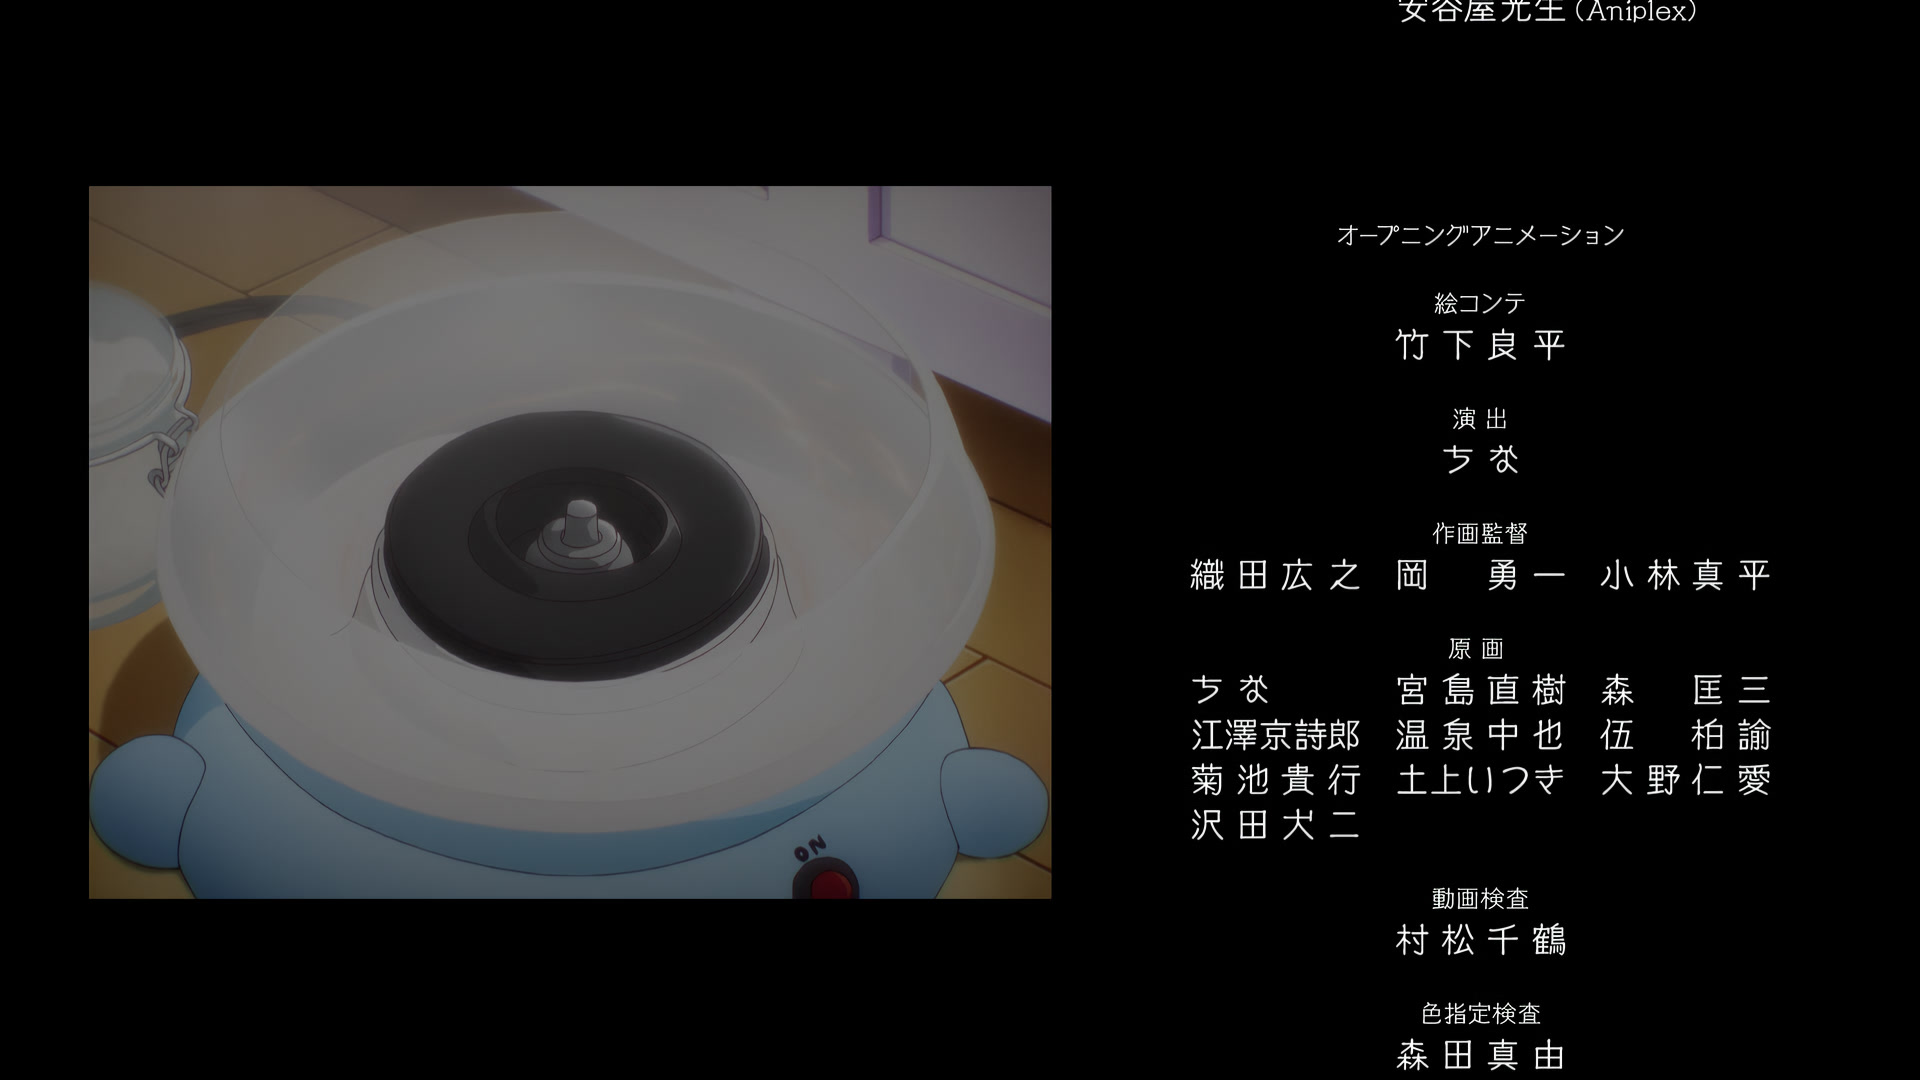 安谷屋光生(Aniplex)
オープニングアニメーション
絵コンテ
竹下良平
演出
ちな
作画監督
織田広之 岡勇一 小林真平
原画
ちな 宮島直樹 森匡三
江澤京詩郎 温泉中也 伍柏諭
菊池貴行 土上いつき 大野仁愛
沢田犬二
動画検査
村松千鶴
色指定検査
森田真由
ON